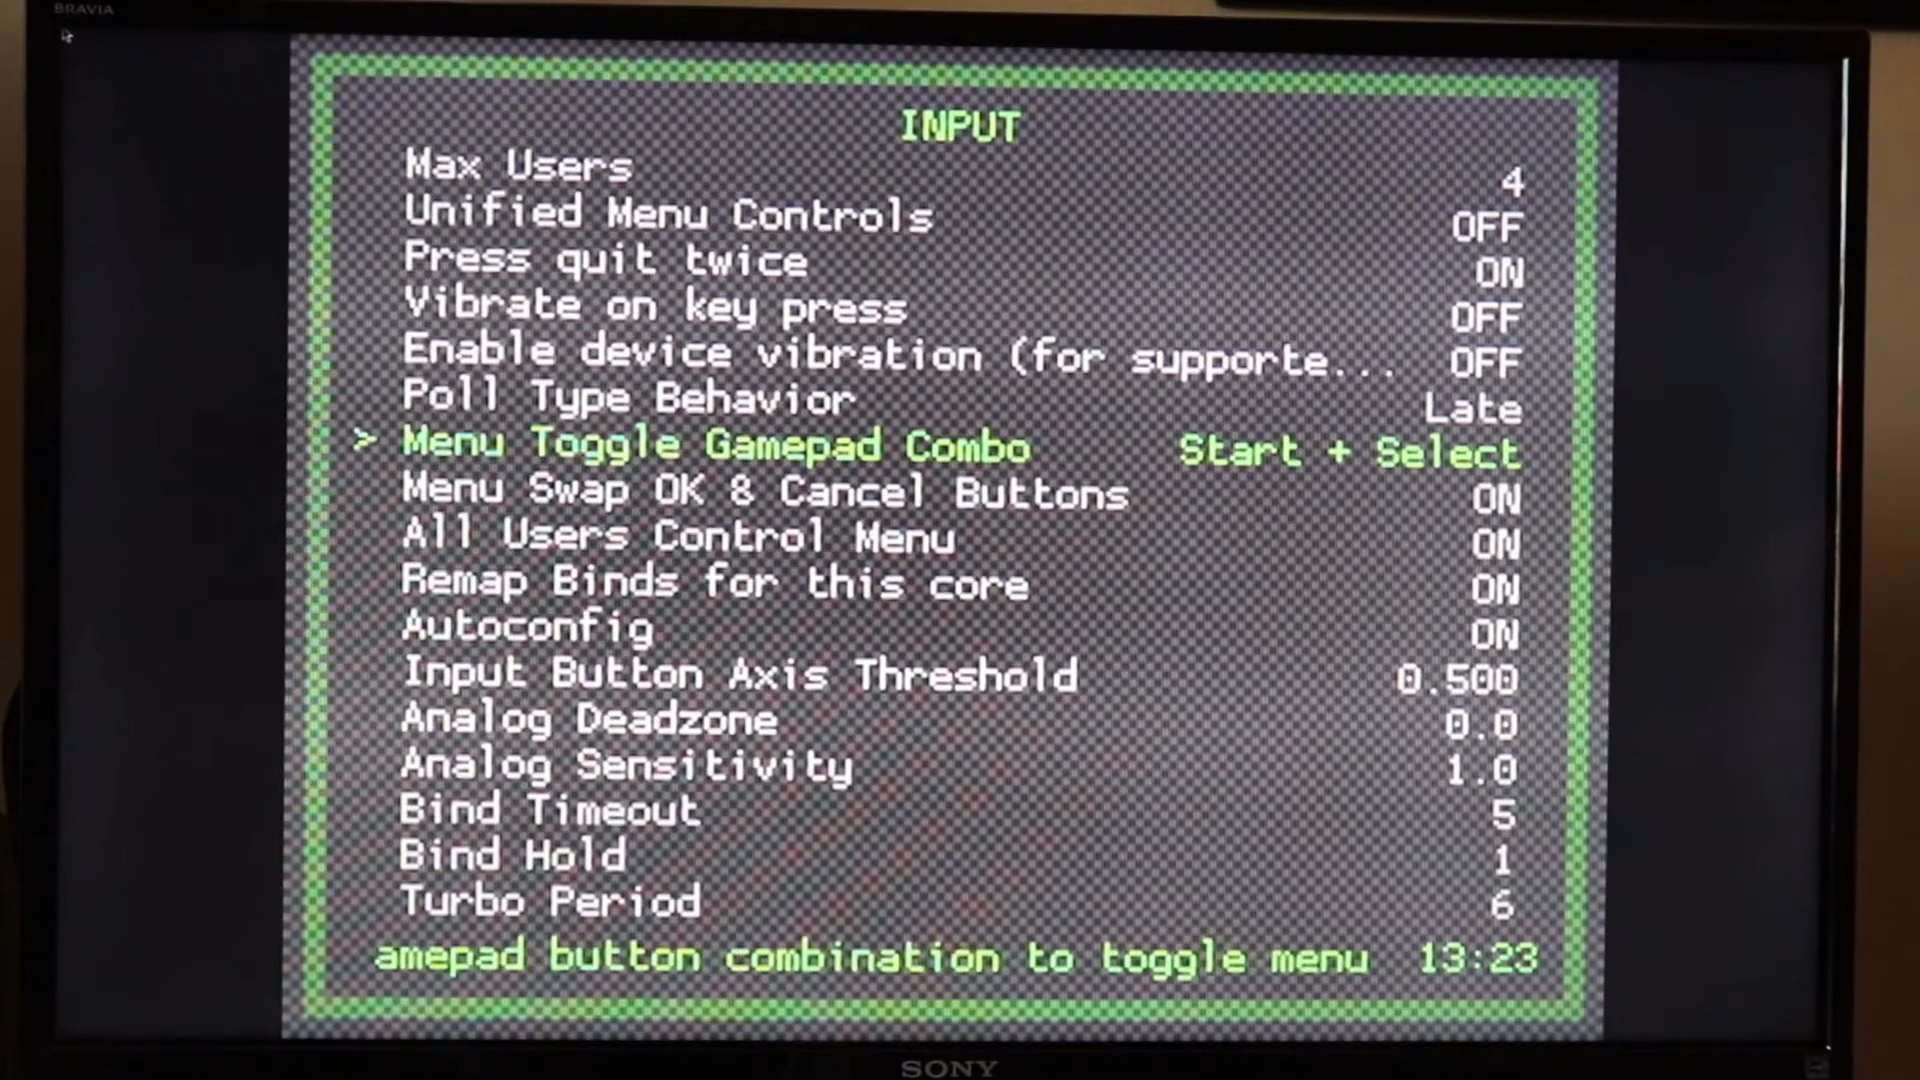 BRAVIA
INPUT
Max Users 4
Unified Menu Controls OFF
Press quit twice ON
Vibrate on key press OFF
Enable device vibration (for supporte... OFF
Poll Type Behavior Late
> Menu Toggle Gamepad Combo Start + Select
Menu Swap OK & Cancel Buttons ON
All Users Control Menu ON
Remap Binds for this core ON
Autoconfig ON
Input Button Axis Threshold 0.500
Analog Deadzone 0.0
Analog Sensitivity 1.0
Bind Timeout 5
Bind Hold 1
Turbo Period 6
amepad button combination to toggle menu 13:23
SONY